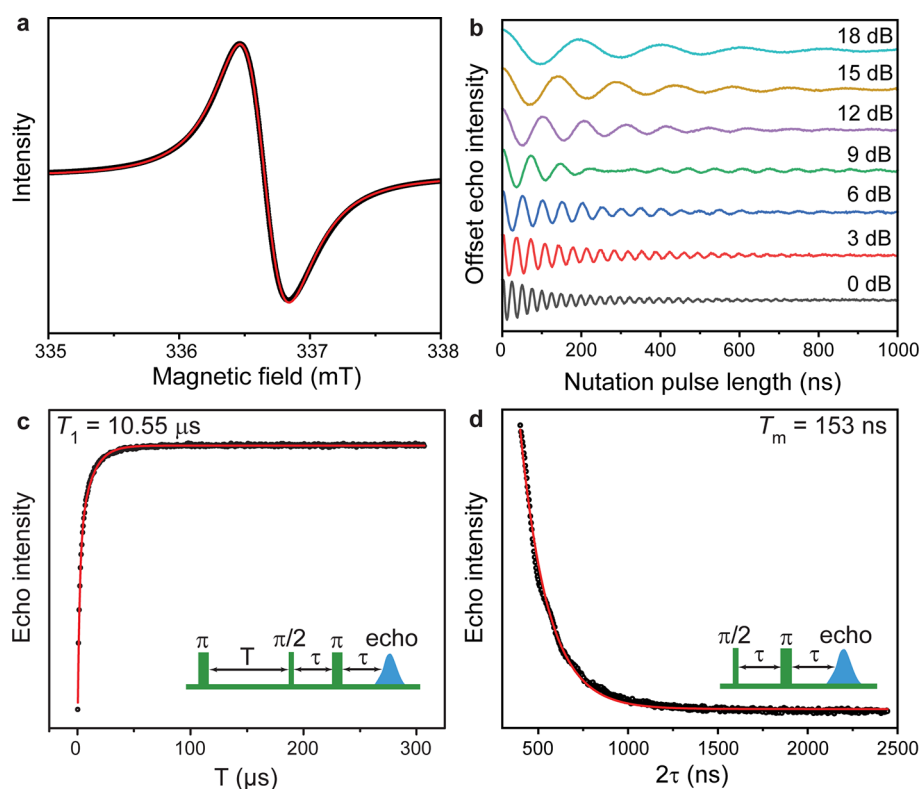 a
Intensity
335
336
337
338
Magnetic field (mT)
b
Offset echo intensity
18 dB
15 dB
12 dB
9 dB
6 dB
3 dB
0 dB
0
200
400
600
800
1000
Nutation pulse length (ns)
c
T1 = 10.55 µs
Echo intensity
π
T
π/2
τ
π
τ
echo
0
100
200
300
T (µs)
d
Tm = 153 ns
Echo intensity
π/2
τ
π
τ
echo
500
1000
1500
2000
2500
2τ (ns)